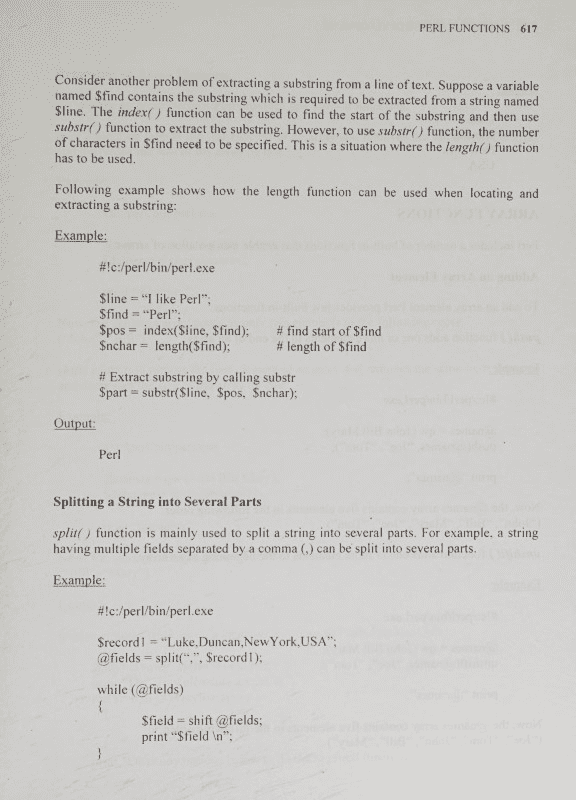 PERL FUNCTIONS 617
Consider another problem of extracting a substring from a line of text. Suppose a variable
named $find contains the substring which is required to be extracted from a string named
$line. The index( ) function can be used to find the start of the substring and then use
substr( ) function to extract the substring. However, to use substr( ) function, the number
of characters in $find need to be specified. This is a situation where the length( ) function
has to be used.
Following example shows how the length function can be used when locating and
extracting a substring:
Example:
#!c:/perl/bin/perl.exe
$line = “I like Perl”;
$find = “Perl”;
$pos = index($line, $find); # find start of $find
$nchar = length($find); # length of $find
# Extract substring by calling substr
$part = substr($line, $pos, $nchar);
Output:
Perl
Splitting a String into Several Parts
split( ) function is mainly used to split a string into several parts. For example, a string
having multiple fields separated by a comma (,) can be split into several parts.
Example:
#!c:/perl/bin/perl.exe
$record1 = “Luke,Duncan,NewYork,USA”;
@fields = split(“,”, $record1);
while (@fields)
{
$field = shift @fields;
print “$field \n”;
}